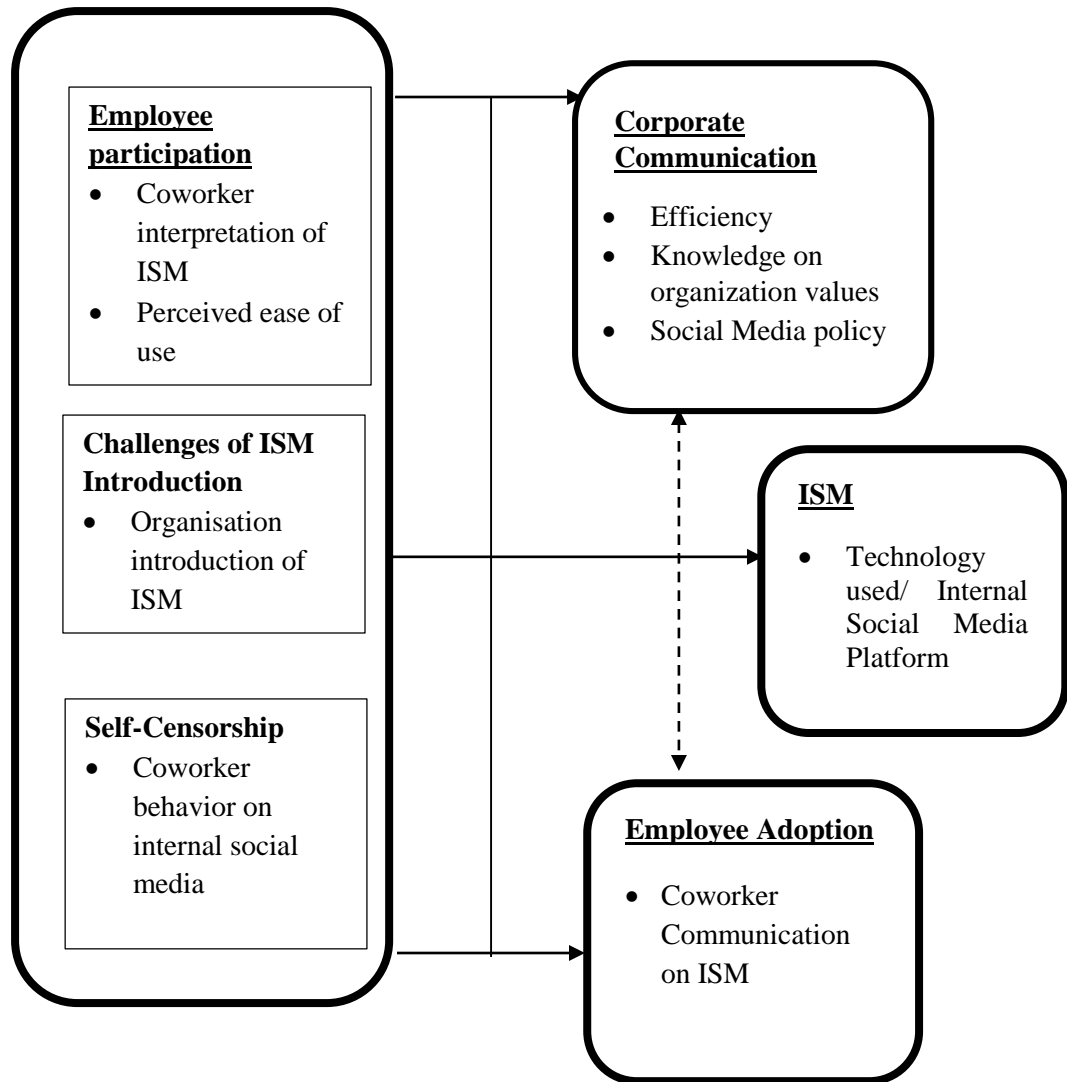 Employee
participation
• Coworker
interpretation of
ISM
• Perceived ease of
use
Challenges of ISM
Introduction
• Organisation
introduction of
ISM
Self-Censorship
• Coworker
behavior on
internal social
media
Corporate
Communication
• Efficiency
• Knowledge on
organization values
• Social Media policy
ISM
• Technology
used/ Internal
Social Media
Platform
Employee Adoption
• Coworker
Communication
on ISM